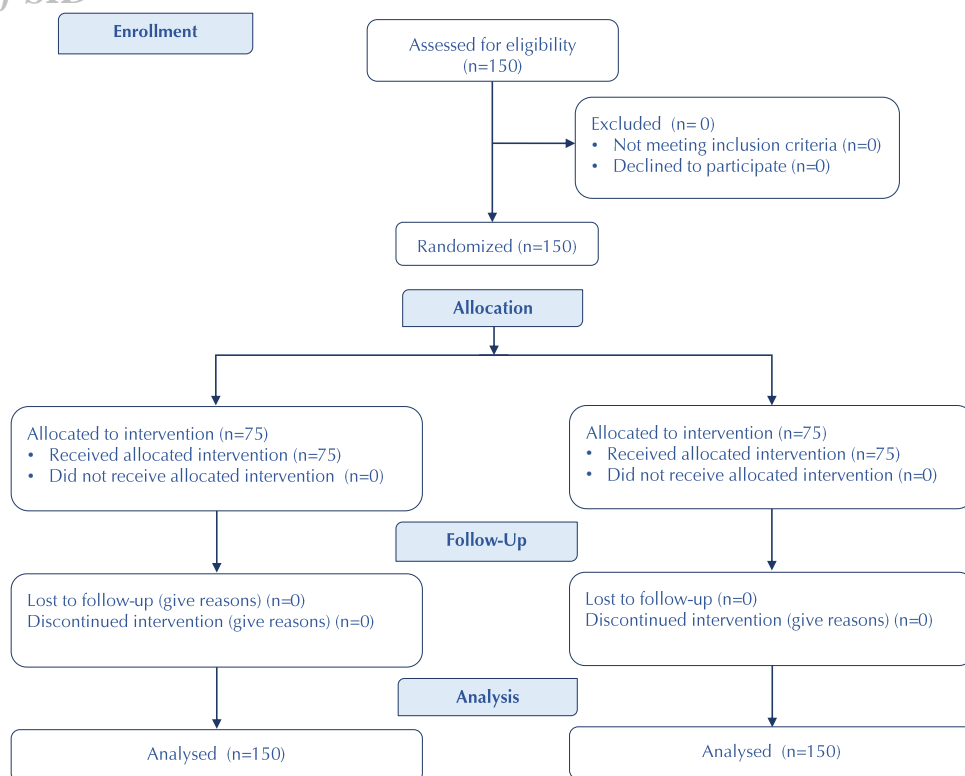 Enrollment
Assessed for eligibility
(n=150)
Excluded (n= 0)
• Not meeting inclusion criteria (n=0)
• Declined to participate (n=0)
Randomized (n=150)
Allocation
Allocated to intervention (n=75)
• Received allocated intervention (n=75)
• Did not receive allocated intervention (n=0)
Allocated to intervention (n=75)
• Received allocated intervention (n=75)
• Did not receive allocated intervention (n=0)
Follow-Up
Lost to follow-up (give reasons) (n=0)
Discontinued intervention (give reasons) (n=0)
Lost to follow-up (n=0)
Discontinued intervention (give reasons) (n=0)
Analysis
Analysed (n=150)
Analysed (n=150)